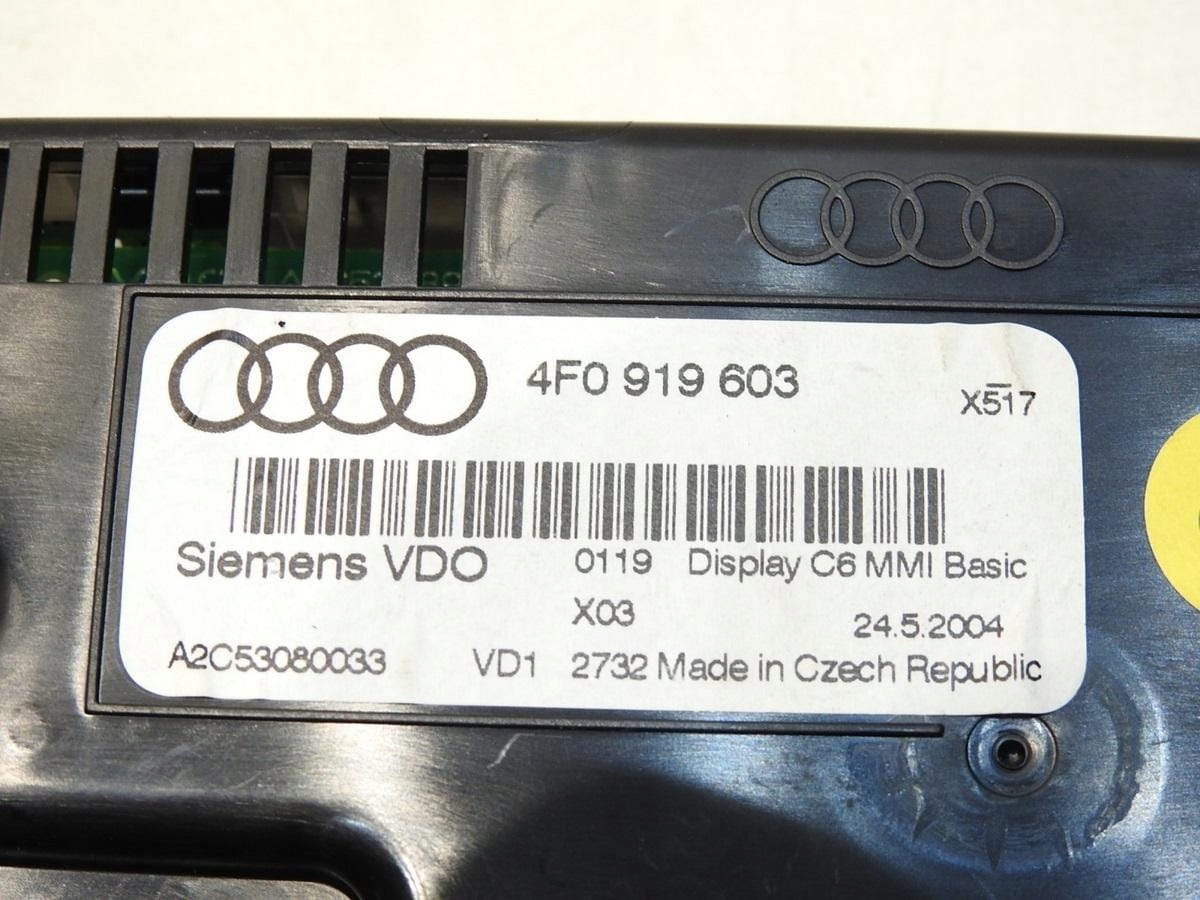 4F0 919 603
X517
Siemens VDO 0119 Display C6 MMI Basic
X03 24.5.2004
A2C53080033 VD1 2732 Made in Czech Republic